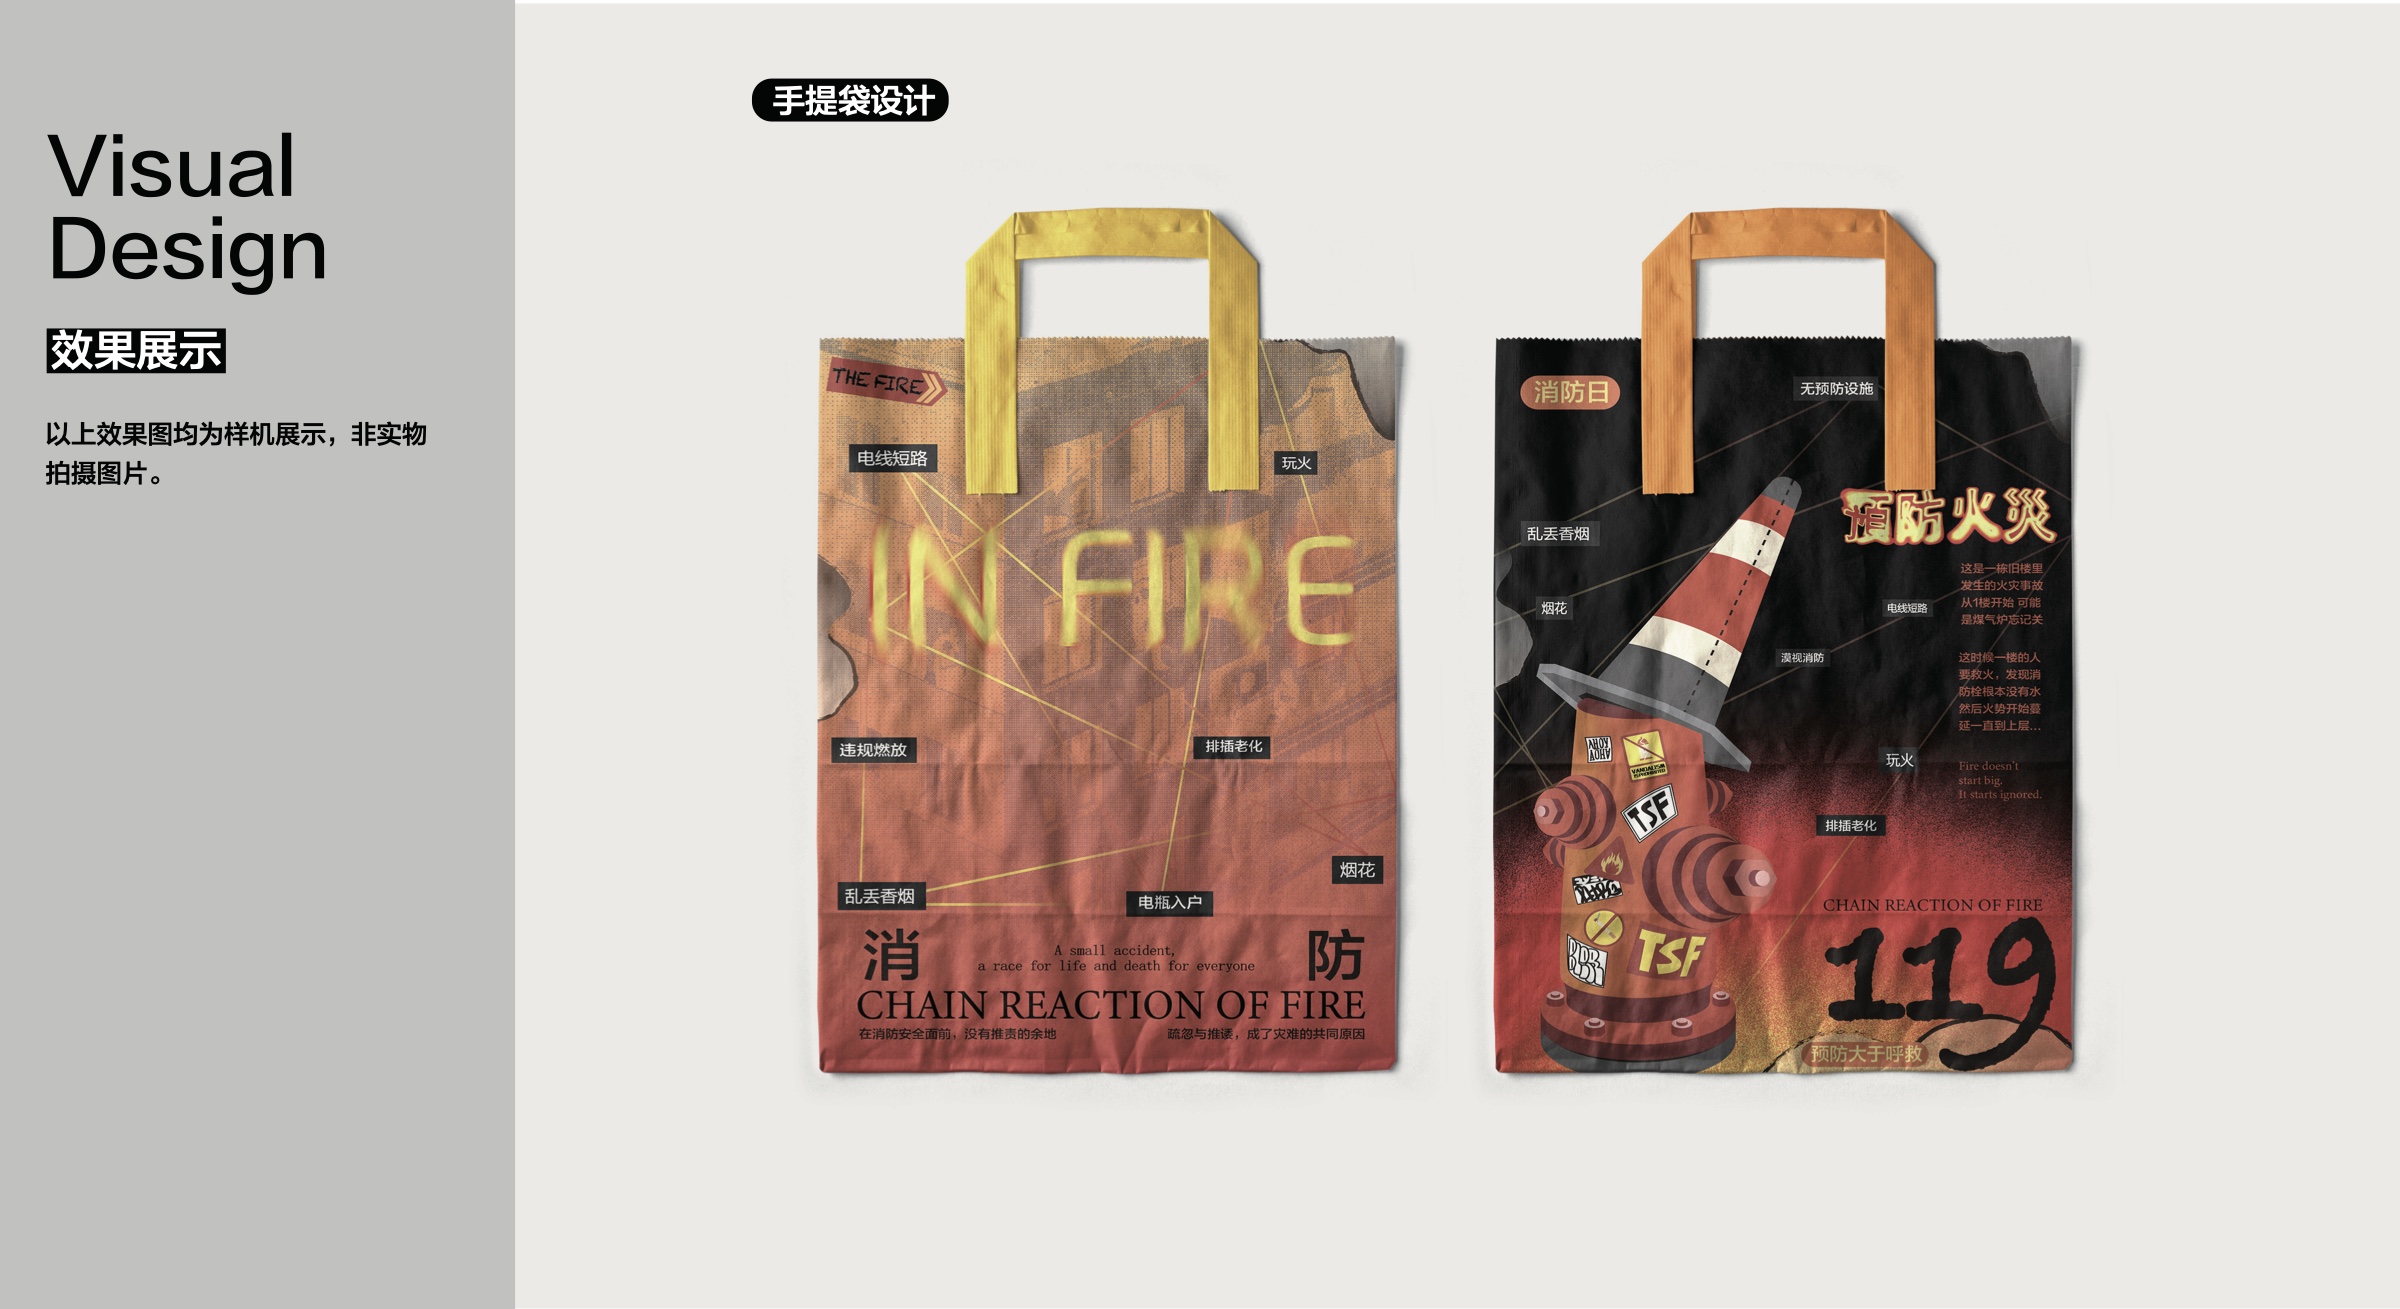 Visual
Design
效果展示
以上效果图均为样机展示，非实物
拍摄图片。
手提袋设计
THE FIRE
电线短路
玩火
IN FIRE
违规燃放
排插老化
烟花
乱丢香烟
电瓶入户
消
防
A small accident,
a race for life and death for everyone
CHAIN REACTION OF FIRE
在消防安全面前，没有推责的余地
疏忽与推诿，成了灾难的共同原因
消防日
无预防设施
预防火災
乱丢香烟
烟花
电线短路
漠视消防
这是一栋旧楼里
发生的火灾事故
从1楼开始 可能
是煤气炉忘记关
这时候一楼的人
要救火，发现消
防栓根本没有水
然后火势开始蔓
延一直到上层...
玩火
Fire doesn't
start big.
It starts ignored.
排插老化
VANDALISM
TSF
TSF
CHAIN REACTION OF FIRE
119
预防大于呼救